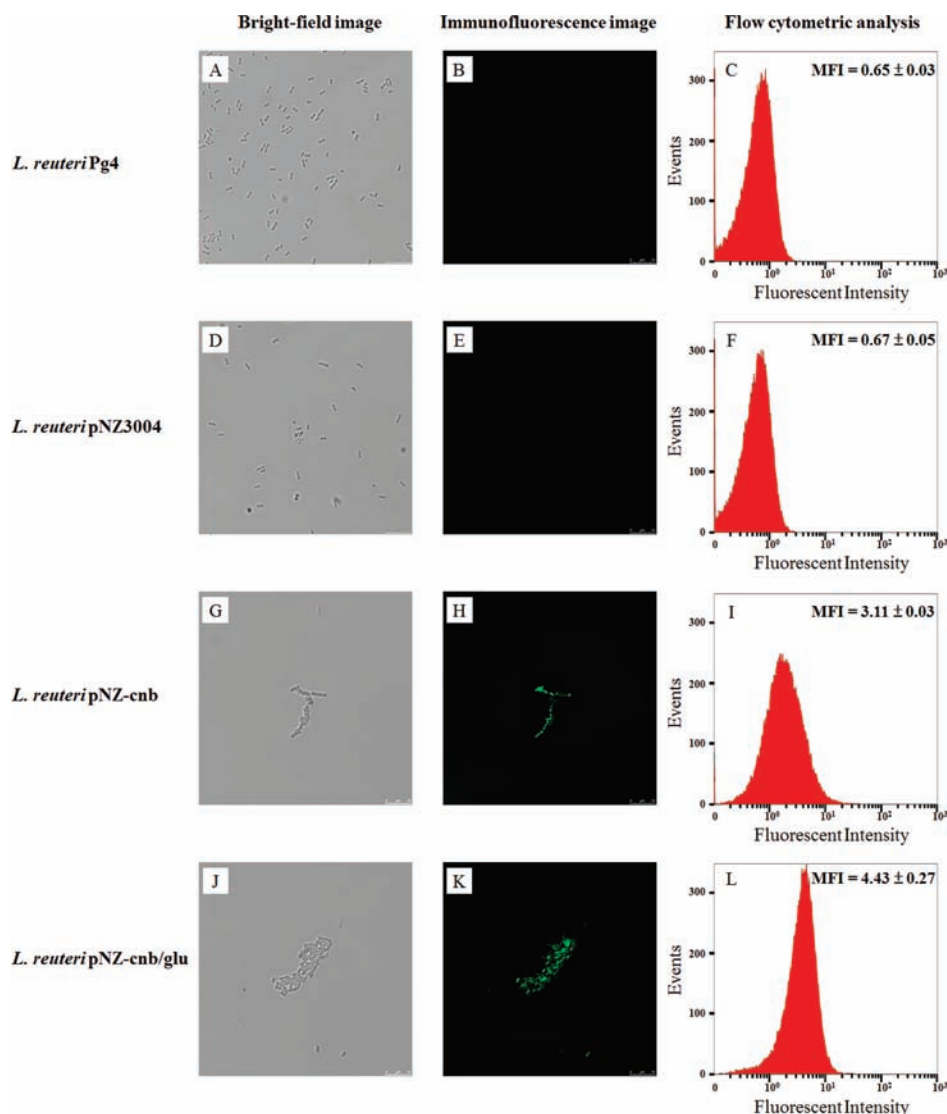 Bright-field image Immunofluorescence image Flow cytometric analysis
L. reuteri Pg4
A
B
C
MFI = 0.65 ± 0.03
Events
300
200
100
0
0 10⁰ 10¹ 10² 10³
Fluorescent Intensity
L. reuteri pNZ3004
D
E
F
MFI = 0.67 ± 0.05
Events
300
200
100
0
0 10⁰ 10¹ 10² 10³
Fluorescent Intensity
L. reuteri pNZ-cnb
G
H
I
MFI = 3.11 ± 0.03
Events
300
200
100
0
0 10⁰ 10¹ 10² 10³
Fluorescent Intensity
L. reuteri pNZ-cnb/glu
J
K
L
MFI = 4.43 ± 0.27
Events
300
200
100
0
0 10⁰ 10¹ 10² 10³
Fluorescent Intensity